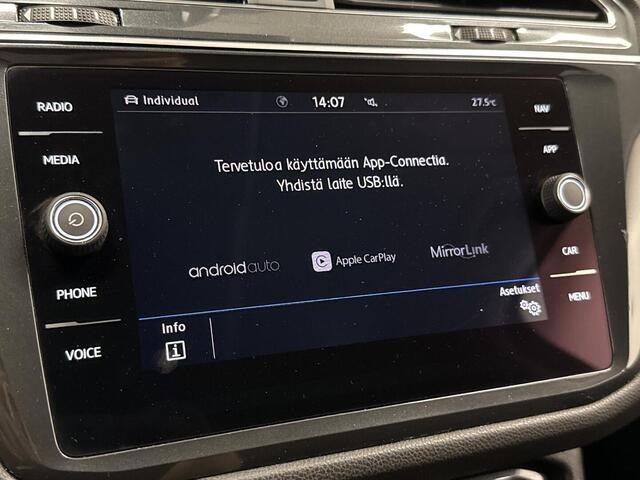 RADIO
MEDIA
PHONE
VOICE
Individual
14:07
27.5°C
Tervetuloa käyttämään App-Connectia.
Yhdistä laite USB:llä.
androidauto
Apple CarPlay
MirrorLink
Info
Asetukset
NAV
APP
CAR
MENU